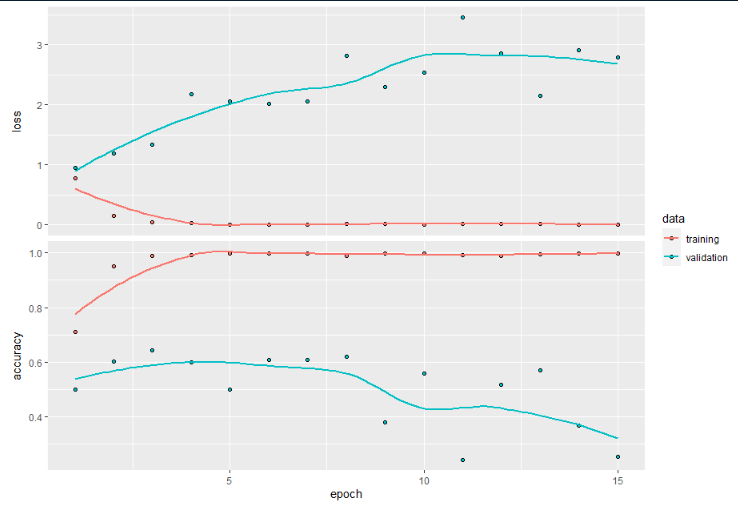 loss
3
2
1
0
accuracy
1.0
0.8
0.6
0.4
5
10
15
epoch
data
training
validation